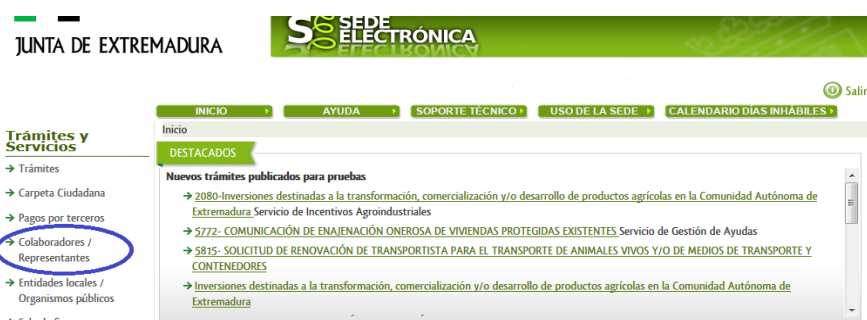 JUNTA DE EXTREMADURA
SEDE
ELECTRÓNICA
Salir
INICIO
AYUDA
SOPORTE TÉCNICO
USO DE LA SEDE
CALENDARIO DÍAS INHÁBILES
Trámites y
Servicios
Trámites
Carpeta Ciudadana
Pagos por terceros
Colaboradores /
Representantes
Entidades locales /
Organismos públicos
Inicio
DESTACADOS
Nuevos trámites publicados para pruebas
2080-Inversiones destinadas a la transformación, comercialización y/o desarrollo de productos agrícolas en la Comunidad Autónoma de
Extremadura Servicio de Incentivos Agroindustriales
5772- COMUNICACIÓN DE ENAJENACIÓN ONEROSA DE VIVIENDAS PROTEGIDAS EXISTENTES Servicio de Gestión de Ayudas
5815- SOLICITUD DE RENOVACIÓN DE TRANSPORTISTA PARA EL TRANSPORTE DE ANIMALES VIVOS Y/O DE MEDIOS DE TRANSPORTE Y
CONTENEDORES
Inversiones destinadas a la transformación, comercialización y/o desarrollo de productos agrícolas en la Comunidad Autónoma de
Extremadura